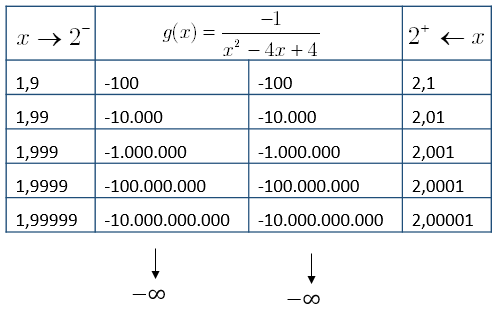 x → 2⁻ g(x) = -1 / (x² - 4x + 4) 2⁺ ← x
1,9 -100 -100 2,1
1,99 -10.000 -10.000 2,01
1,999 -1.000.000 -1.000.000 2,001
1,9999 -100.000.000 -100.000.000 2,0001
1,99999 -10.000.000.000 -10.000.000.000 2,00001
↓ ↓
-∞ -∞